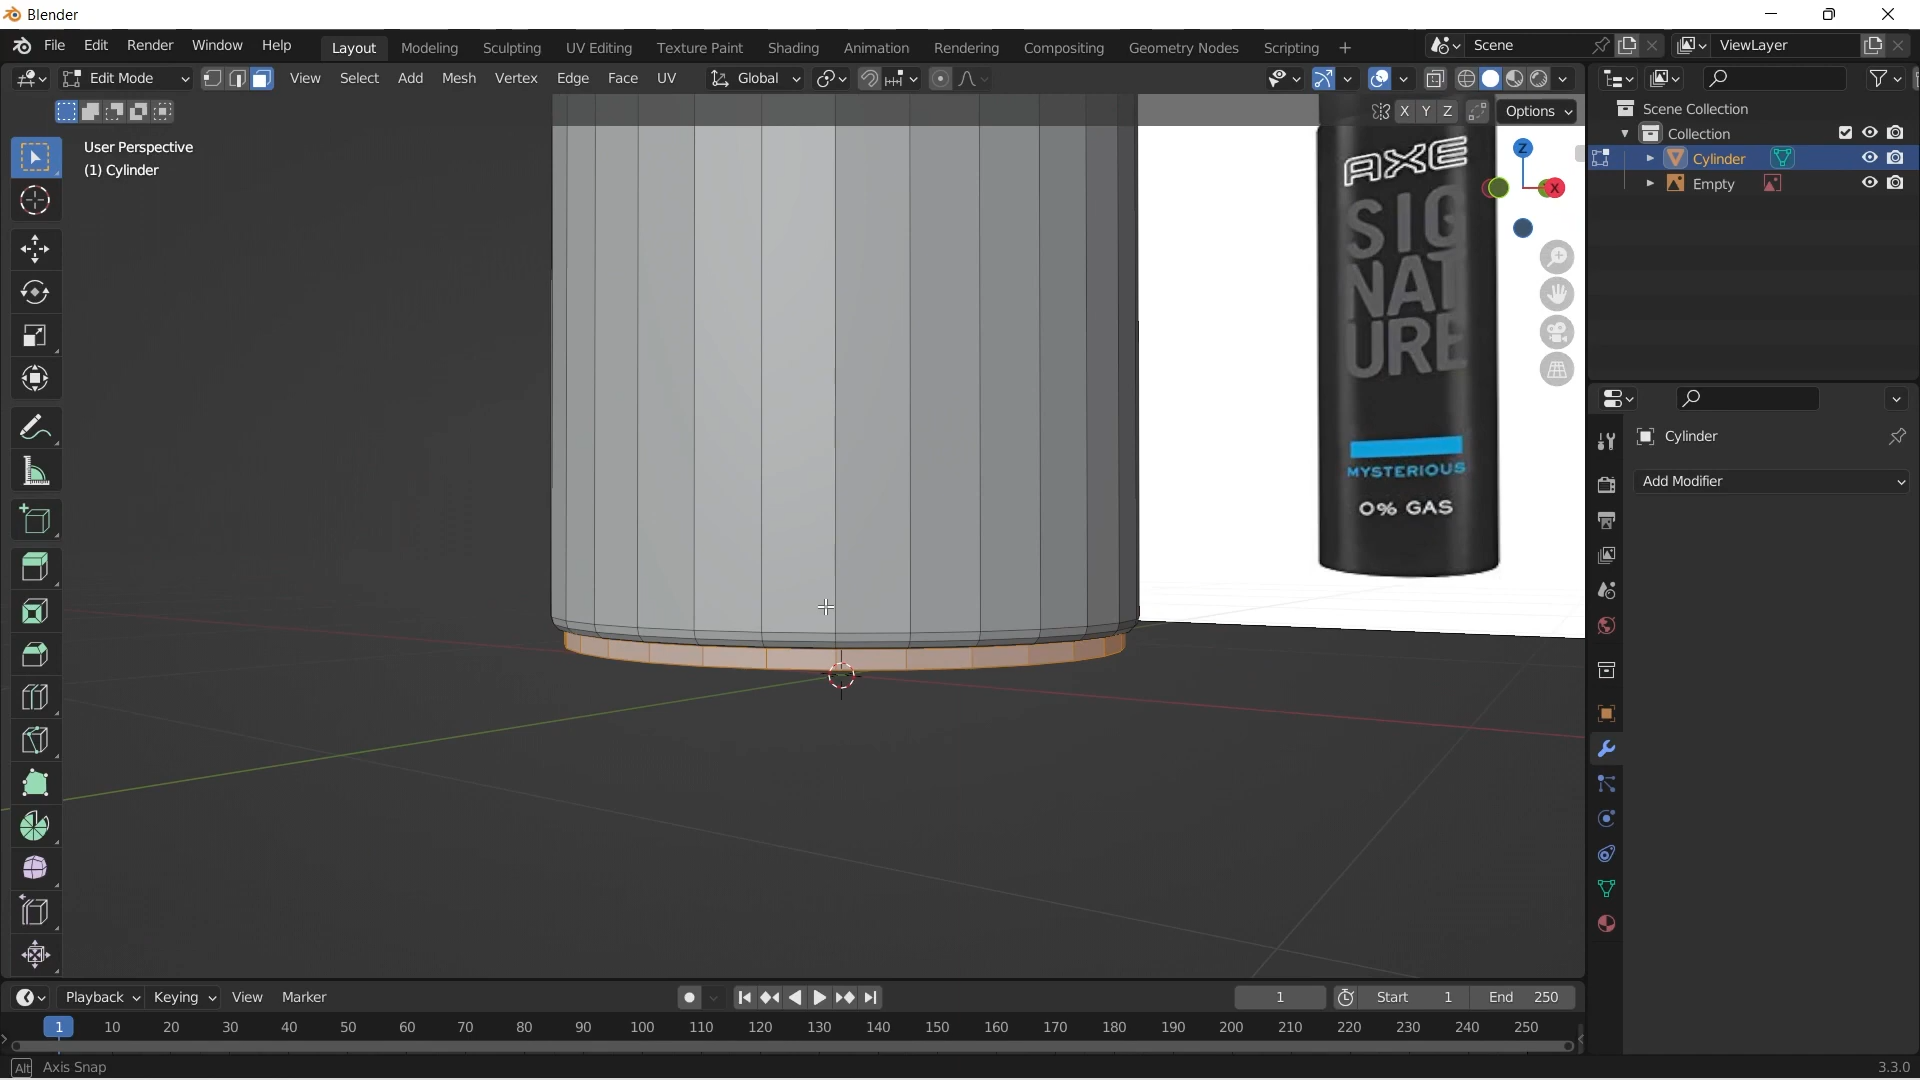 Blender
File Edit Render Window Help Layout Modeling Sculpting UV Editing Texture Paint Shading Animation Rendering Compositing Geometry Nodes Scripting + Scene ViewLayer
Edit Mode View Select Add Mesh Vertex Edge Face UV Global
X Y Z Options
User Perspective
(1) Cylinder
Scene Collection
Collection
Cylinder
Empty
Z
X
AXE
SIG
NAT
URE
MYSTERIOUS
0% GAS
Cylinder
Add Modifier
Playback Keying View Marker 1 Start 1 End 250
1 10 20 30 40 50 60 70 80 90 100 110 120 130 140 150 160 170 180 190 200 210 220 230 240 250
Alt Axis Snap 3.3.0